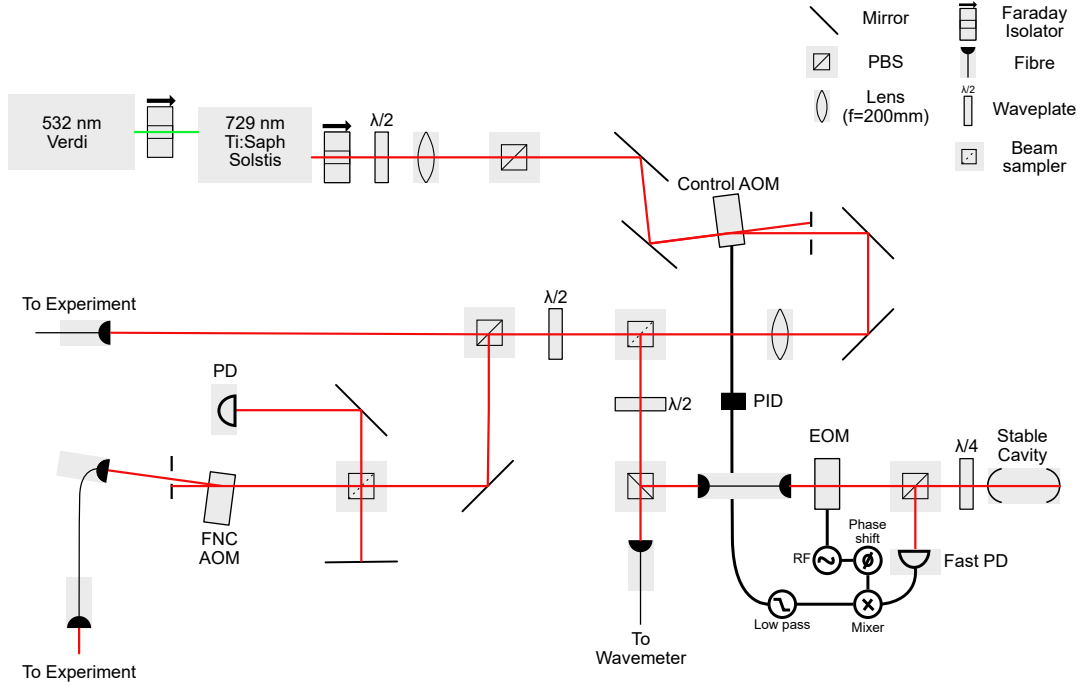 Mirror
Faraday
Isolator
PBS
Fibre
Lens
(f=200mm)
λ/2
Waveplate
Beam
sampler
532 nm
Verdi
729 nm
Ti:Saph
Solstis
λ/2
Control AOM
To Experiment
λ/2
PD
λ/2
PID
EOM
λ/4
Stable
Cavity
FNC
AOM
RF
Phase
shift
Fast PD
Low pass
Mixer
To
Wavemeter
To Experiment